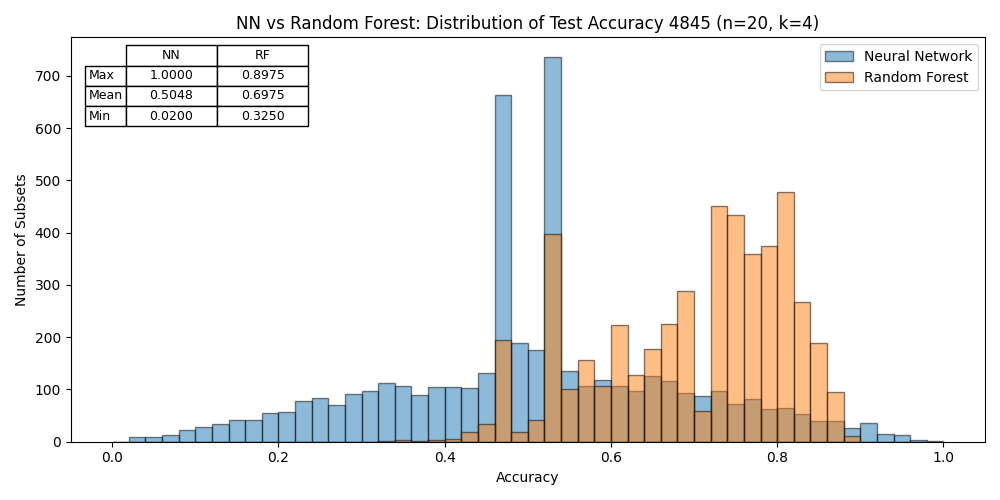 NN vs Random Forest: Distribution of Test Accuracy 4845 (n=20, k=4)
NN RF
Max 1.0000 0.8975
Mean 0.5048 0.6975
Min 0.0200 0.3250
Neural Network
Random Forest
Number of Subsets
700
600
500
400
300
200
100
0
0.0 0.2 0.4 0.6 0.8 1.0
Accuracy